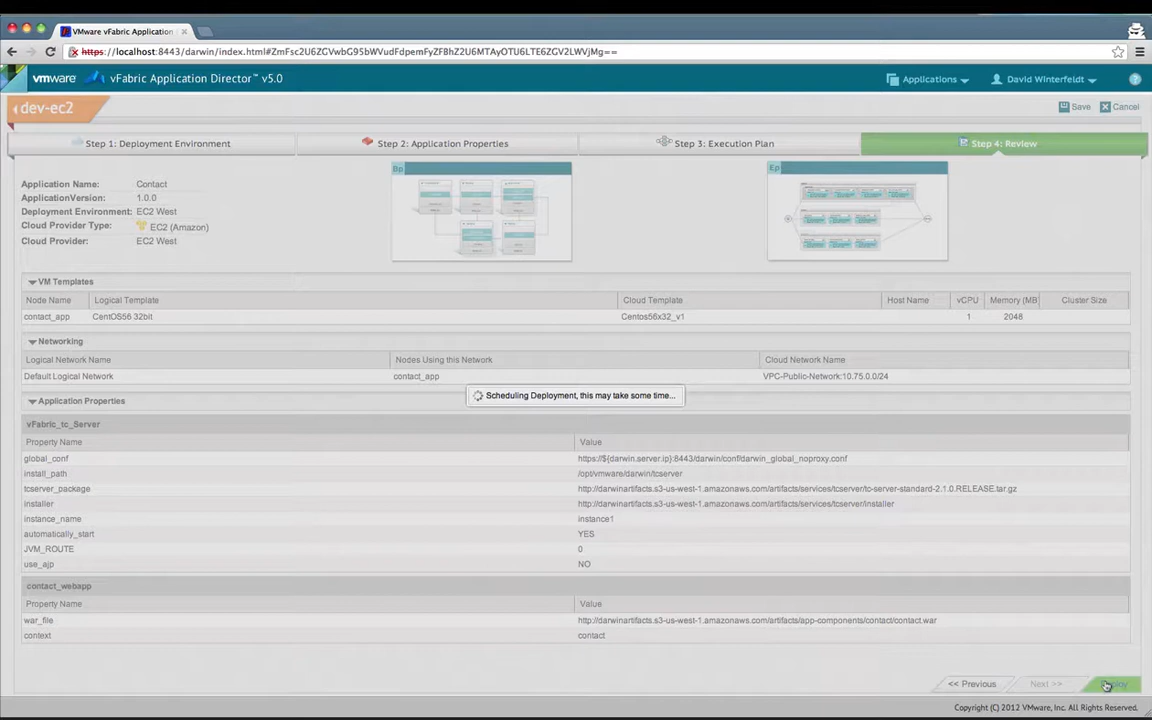 VMware vFabric Application
https://localhost:8443/darwin/index.html#ZmFsc2U6ZGVwbG95bWVudFdpemFyZFBhZ2U6MTAyOTU6LTE6ZGV2LWVjMg==
vmware vFabric Application Director™ v5.0
Applications David Winterfeldt ?
dev-ec2
Save Cancel
Step 1: Deployment Environment Step 2: Application Properties Step 3: Execution Plan Step 4: Review
Bp Ep
Application Name: Contact
ApplicationVersion: 1.0.0
Deployment Environment: EC2 West
Cloud Provider Type: EC2 (Amazon)
Cloud Provider: EC2 West
VM Templates
Node Name Logical Template Cloud Template Host Name vCPU Memory (MB Cluster Size
contact_app CentOS56 32bit Centos56x32_v1 1 2048
Networking
Logical Network Name Nodes Using this Network Cloud Network Name
Default Logical Network contact_app VPC-Public-Network:10.75.0.0/24
Scheduling Deployment, this may take some time...
Application Properties
vFabric_tc_Server
Property Name Value
global_conf https://${darwin.server.ip}:8443/darwin/conf/darwin_global_noproxy.conf
install_path /opt/vmware/darwin/tcserver
tcserver_package http://darwinartifacts.s3-us-west-1.amazonaws.com/artifacts/services/tcserver/tc-server-standard-2.1.0.RELEASE.tar.gz
installer http://darwinartifacts.s3-us-west-1.amazonaws.com/artifacts/services/tcserver/installer
instance_name instance1
automatically_start YES
JVM_ROUTE 0
use_ajp NO
contact_webapp
Property Name Value
war_file http://darwinartifacts.s3-us-west-1.amazonaws.com/artifacts/app-components/contact/contact.war
context contact
<< Previous Next >> Deploy
Copyright (C) 2012 VMware, Inc. All Rights Reserved.